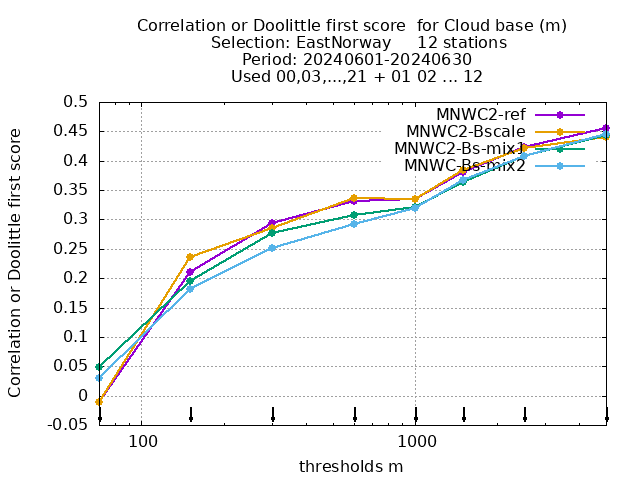 Correlation or Doolittle first score  for Cloud base (m)
Selection: EastNorway     12 stations
Period: 20240601-20240630
Used 00,03,...,21 + 01 02 ... 12
Correlation or Doolittle first score
0.5
0.45
0.4
0.35
0.3
0.25
0.2
0.15
0.1
0.05
0
-0.05
MNWC2-ref
MNWC2-Bscale
MNWC2-Bs-mix1
MNWC-Bs-mix2
100
1000
thresholds m